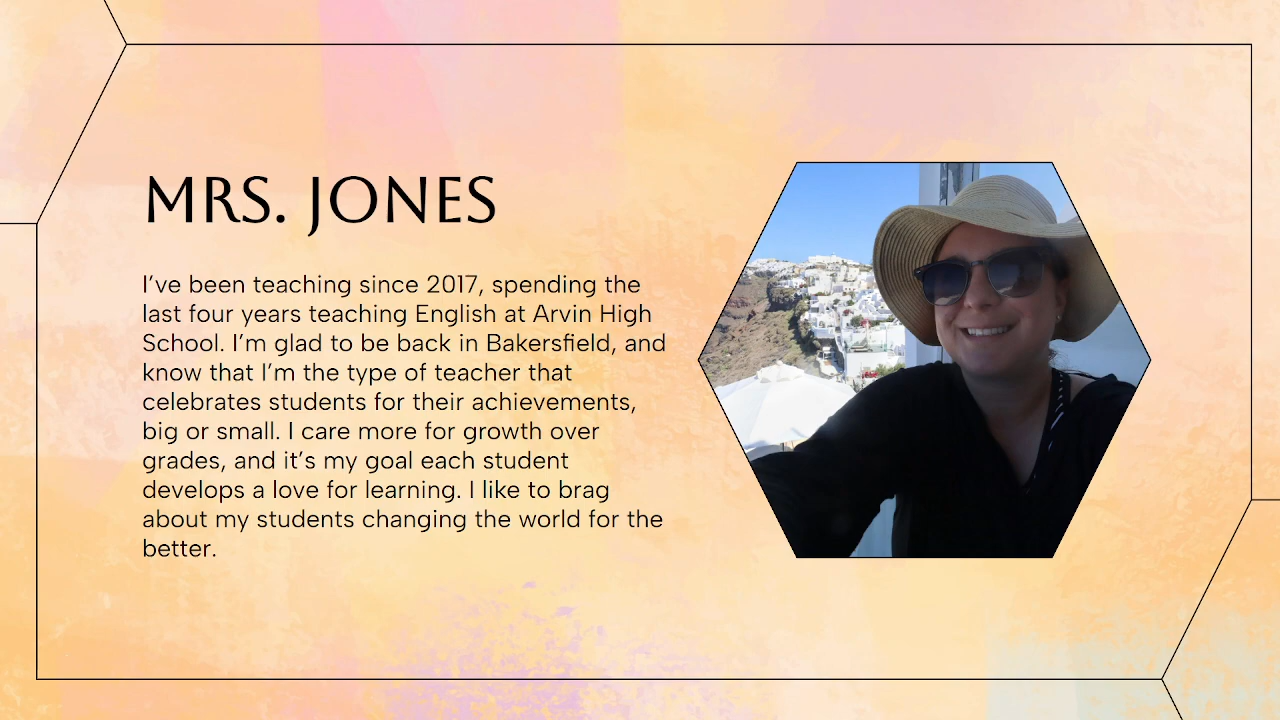 MRS. JONES
I've been teaching since 2017, spending the
last four years teaching English at Arvin High
School. I'm glad to be back in Bakersfield, and
know that I'm the type of teacher that
celebrates students for their achievements,
big or small. I care more for growth over
grades, and it's my goal each student
develops a love for learning. I like to brag
about my students changing the world for the
better.